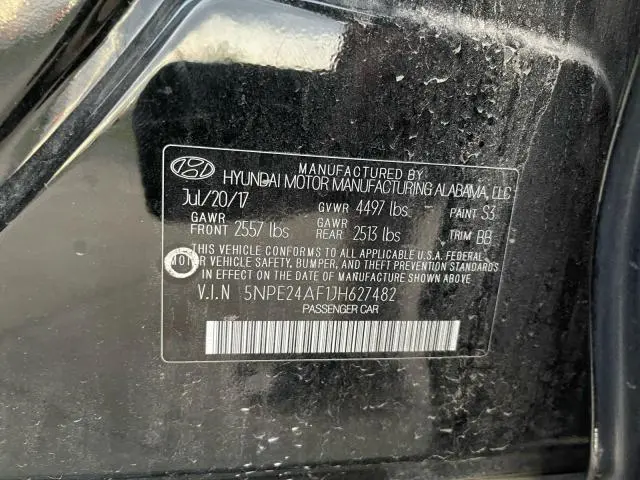 MANUFACTURED BY
HYUNDAI MOTOR MANUFACTURING ALABAMA, LLC
Jul/20/17 GVWR 4497 lbs PAINT S3
GAWR FRONT 2557 lbs GAWR REAR 2513 lbs TRIM BB
THIS VEHICLE CONFORMS TO ALL APPLICABLE U.S.A. FEDERAL
MOTOR VEHICLE SAFETY, BUMPER, AND THEFT PREVENTION STANDARDS
IN EFFECT ON THE DATE OF MANUFACTURE SHOWN ABOVE
V.I.N 5NPE24AF1JH627482
PASSENGER CAR